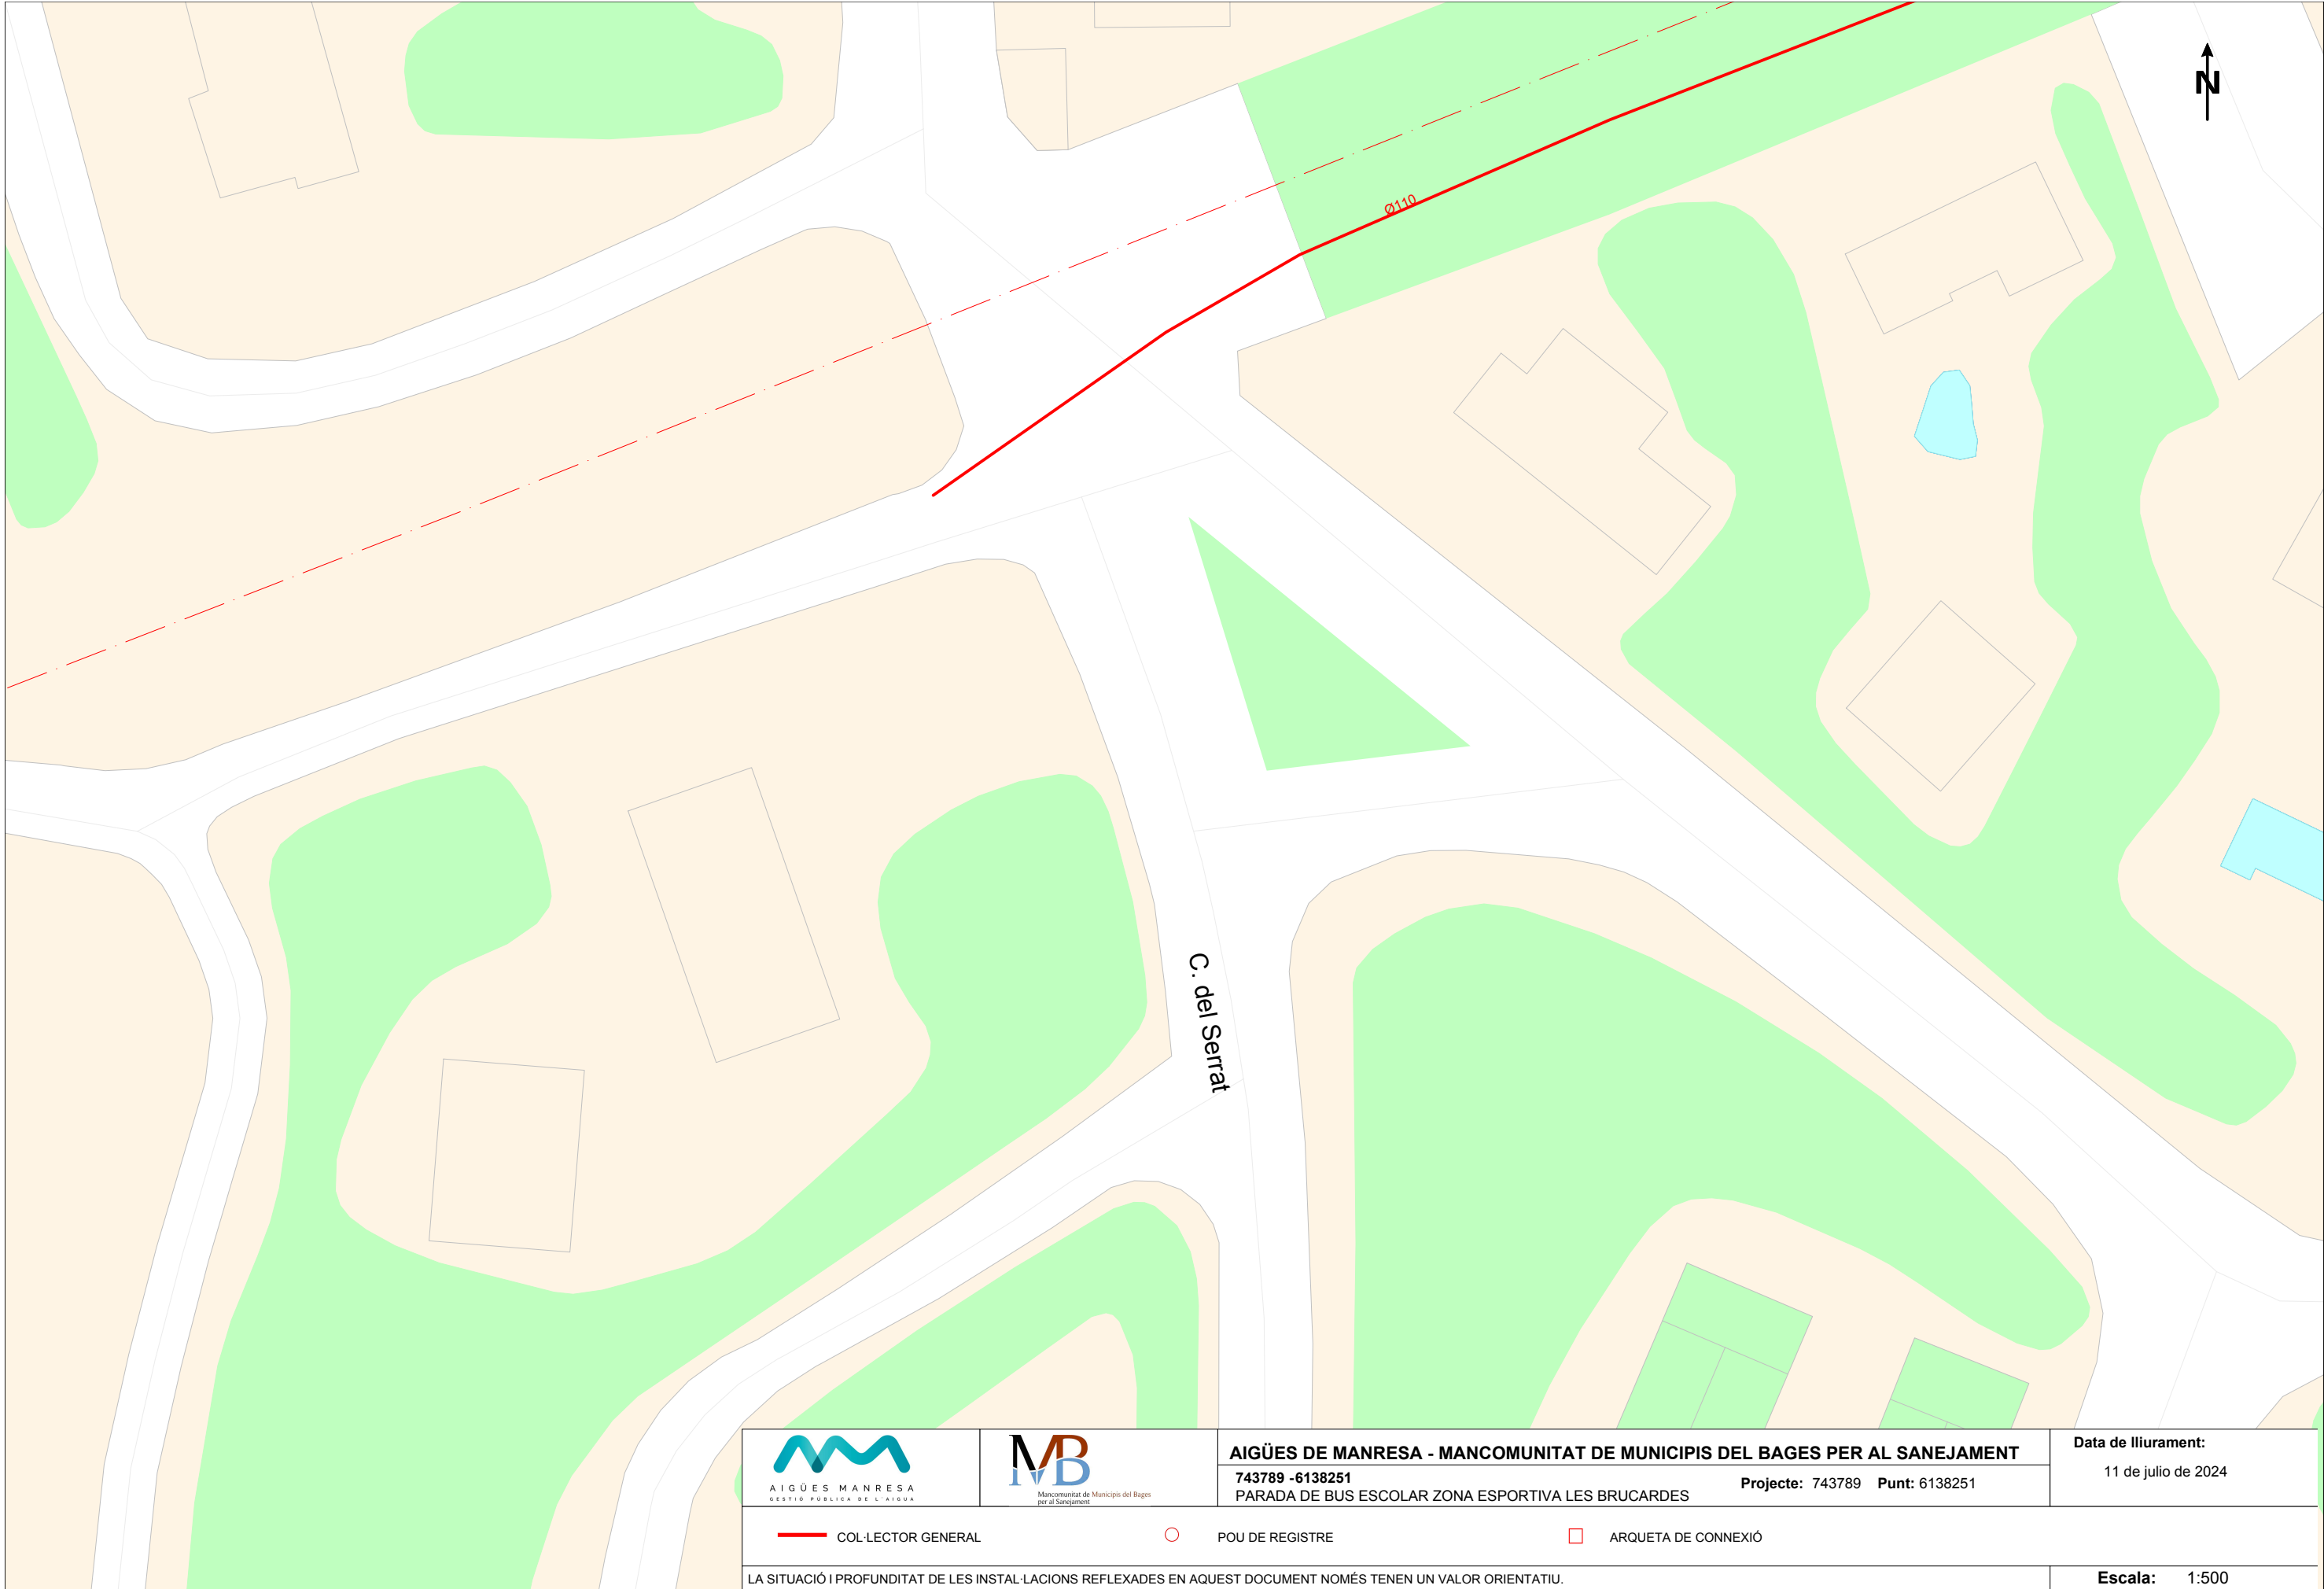 N
Ø110
C. del Serrat
AIGÜES MANRESA
GESTIÓ PÚBLICA DE L'AIGUA
MB
Mancomunitat de Municipis del Bages
per al Sanejament
AIGÜES DE MANRESA - MANCOMUNITAT DE MUNICIPIS DEL BAGES PER AL SANEJAMENT
743789 -6138251
PARADA DE BUS ESCOLAR ZONA ESPORTIVA LES BRUCARDES
Projecte: 743789 Punt: 6138251
Data de lliurament:
11 de julio de 2024
COL·LECTOR GENERAL
POU DE REGISTRE
ARQUETA DE CONNEXIÓ
LA SITUACIÓ I PROFUNDITAT DE LES INSTAL·LACIONS REFLEXADES EN AQUEST DOCUMENT NOMÉS TENEN UN VALOR ORIENTATIU.
Escala: 1:500